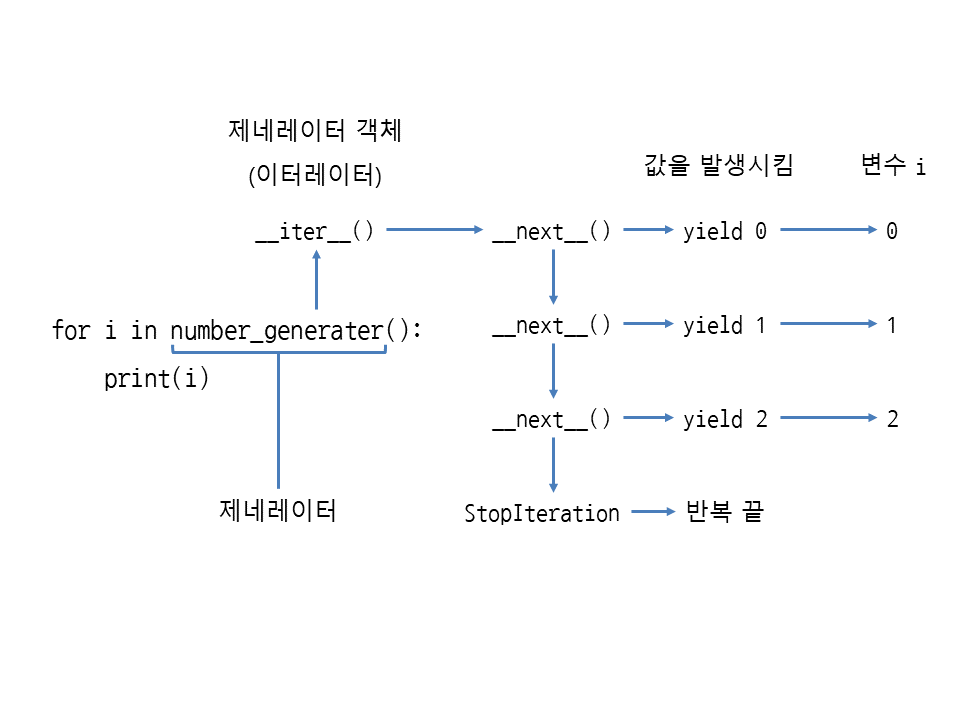 제네레이터 객체
(이터레이터)
값을 발생시킴
변수 i
__iter__()
__next__()
yield 0
0
for i in number_generater():
print(i)
__next__()
yield 1
1
__next__()
yield 2
2
제네레이터
StopIteration
반복 끝